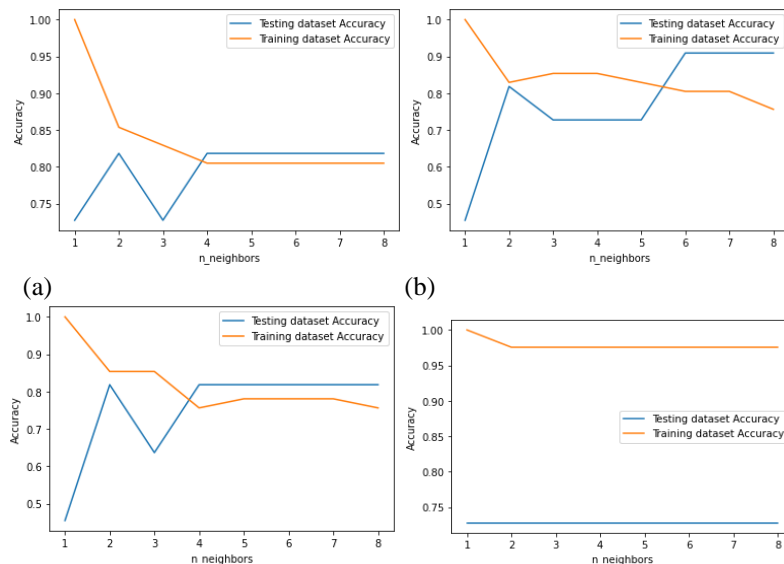 Testing dataset Accuracy
Training dataset Accuracy
Accuracy
1.00
0.95
0.90
0.85
0.80
0.75
1 2 3 4 5 6 7 8
n_neighbors
Testing dataset Accuracy
Training dataset Accuracy
Accuracy
1.0
0.9
0.8
0.7
0.6
0.5
1 2 3 4 5 6 7 8
n_neighbors
(a) (b)
Testing dataset Accuracy
Training dataset Accuracy
Accuracy
1.0
0.9
0.8
0.7
0.6
0.5
1 2 3 4 5 6 7 8
n_neighbors
Testing dataset Accuracy
Training dataset Accuracy
Accuracy
1.00
0.95
0.90
0.85
0.80
0.75
1 2 3 4 5 6 7 8
n_neighbors